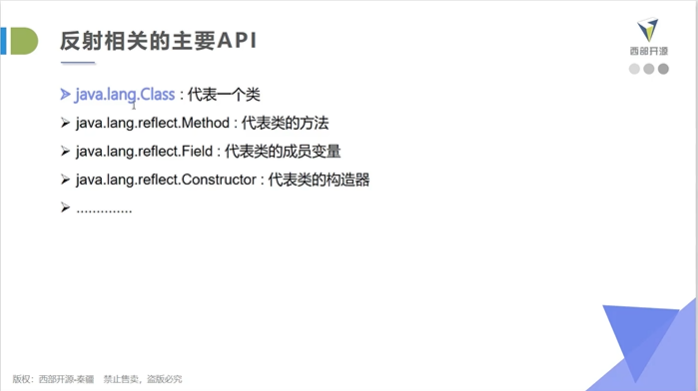 反射相关的主要API
西部开源
java.lang.Class : 代表一个类
java.lang.reflect.Method : 代表类的方法
java.lang.reflect.Field : 代表类的成员变量
java.lang.reflect.Constructor : 代表类的构造器
..............
版权：西部开源-秦疆 禁止售卖，盗版必究